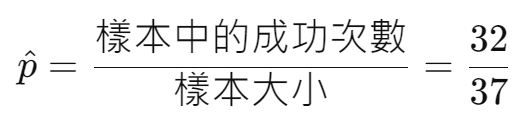 p̂ = 樣本中的成功次數 / 樣本大小 = 32 / 37